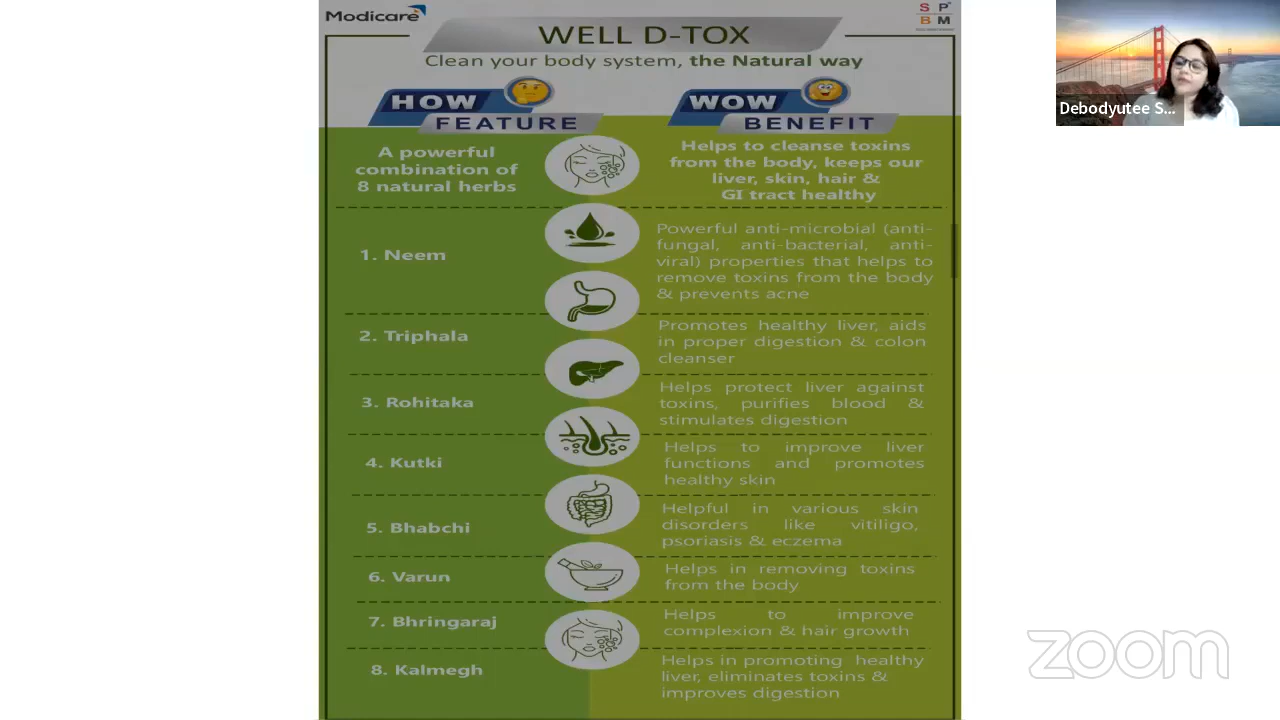 Modicare
S P
B M
WELL D-TOX
Clean your body system, the Natural way
HOW
FEATURE
WOW
BENEFIT
A powerful
combination of
8 natural herbs
Helps to cleanse toxins
from the body, keeps our
liver, skin, hair &
GI tract healthy
1. Neem
Powerful anti-microbial (anti-
fungal, anti-bacterial, anti-
viral) properties that helps to
remove toxins from the body
& prevents acne
2. Triphala
Promotes healthy liver, aids
in proper digestion & colon
cleanser
3. Rohitaka
Helps protect liver against
toxins, purifies blood &
stimulates digestion
4. Kutki
Helps to improve liver
functions and promotes
healthy skin
5. Bhabchi
Helpful in various skin
disorders like vitiligo,
psoriasis & eczema
6. Varun
Helps in removing toxins
from the body
7. Bhringaraj
Helps to improve
complexion & hair growth
8. Kalmegh
Helps in promoting healthy
liver, eliminates toxins &
improves digestion
Debodyutee S...
zoom